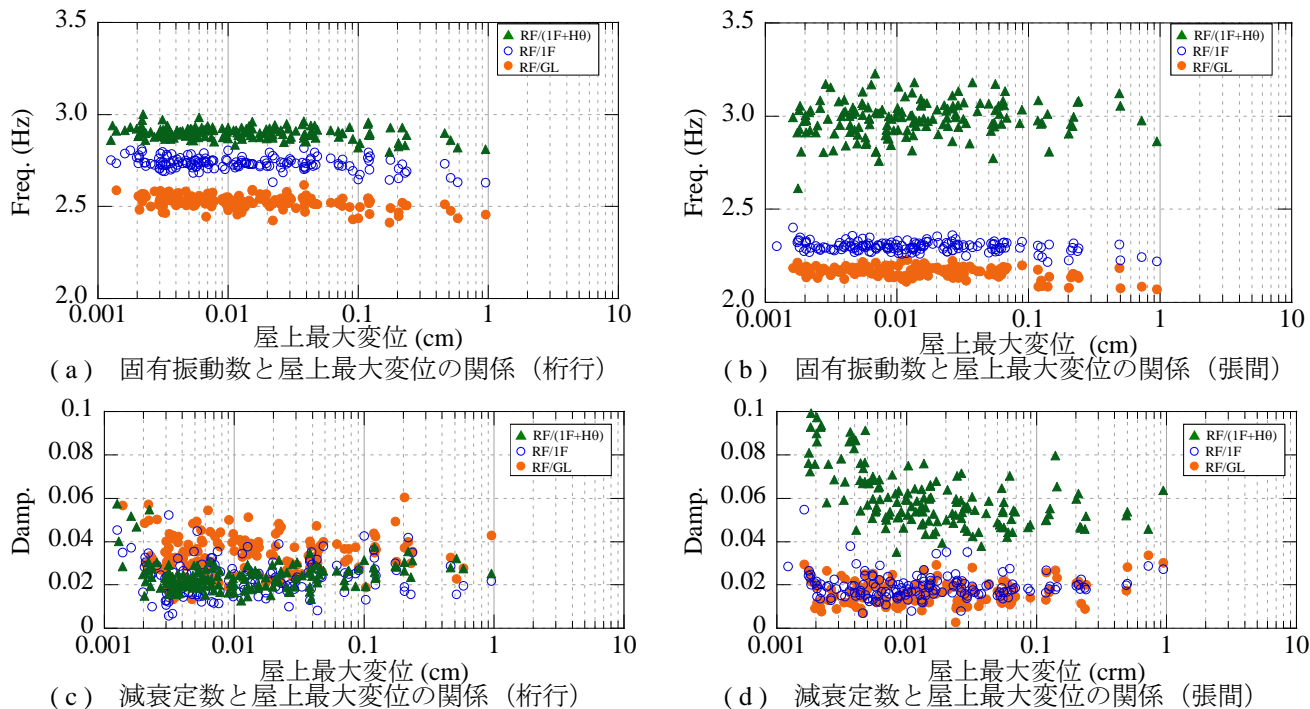 3.5
3.0
2.5
2.0
Freq. (Hz)
RF/(1F+Hθ)
RF/1F
RF/GL
0.001
0.01
0.1
1
10
屋上最大変位 (cm)
(a) 固有振動数と屋上最大変位の関係（桁行）
3.5
3.0
2.5
2.0
Freq. (Hz)
RF/(1F+Hθ)
RF/1F
RF/GL
0.001
0.01
0.1
1
10
屋上最大変位 (cm)
(b) 固有振動数と屋上最大変位の関係（張間）
0.1
0.08
0.06
0.04
0.02
0
Damp.
RF/(1F+Hθ)
RF/1F
RF/GL
0.001
0.01
0.1
1
10
屋上最大変位 (cm)
(c) 減衰定数と屋上最大変位の関係（桁行）
0.1
0.08
0.06
0.04
0.02
0
Damp.
RF/(1F+Hθ)
RF/1F
RF/GL
0.001
0.01
0.1
1
10
屋上最大変位 (crm)
(d) 減衰定数と屋上最大変位の関係（張間）